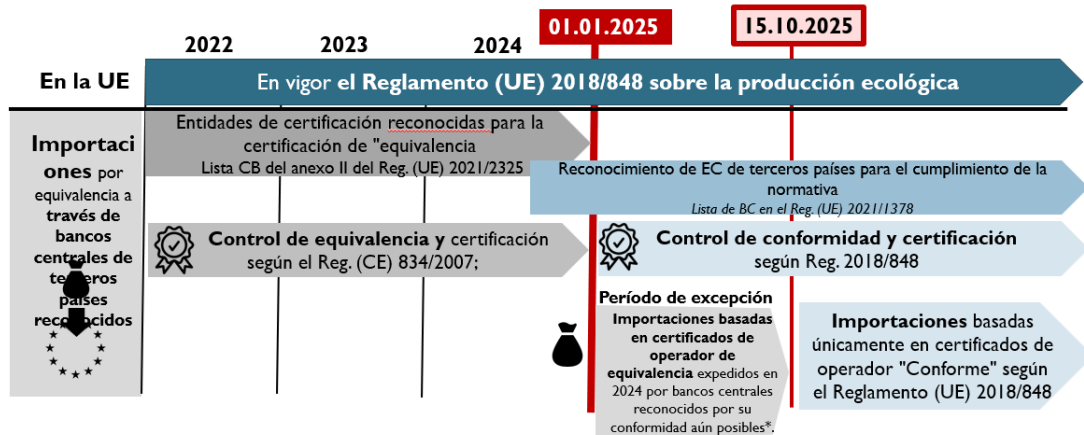 01.01.2025
15.10.2025
2022
2023
2024
En la UE
En vigor el Reglamento (UE) 2018/848 sobre la producción ecológica
Importaci
ones por
equivalencia a
través de
bancos
centrales de
terceros
países
reconocidos
Entidades de certificación reconocidas para la
certificación de "equivalencia
Lista CB del anexo II del Reg. (UE) 2021/2325
Reconocimiento de EC de terceros países para el cumplimiento de la
normativa
Lista de BC en el Reg. (UE) 2021/1378
Control de equivalencia y certificación
según el Reg. (CE) 834/2007;
Control de conformidad y certificación
según Reg. 2018/848
Período de excepción
Importaciones basadas
en certificados de
operador de
equivalencia expedidos en
2024 por bancos centrales
reconocidos por su
conformidad aún posibles*.
Importaciones basadas
únicamente en certificados de
operador "Conforme" según
el Reglamento (UE) 2018/848